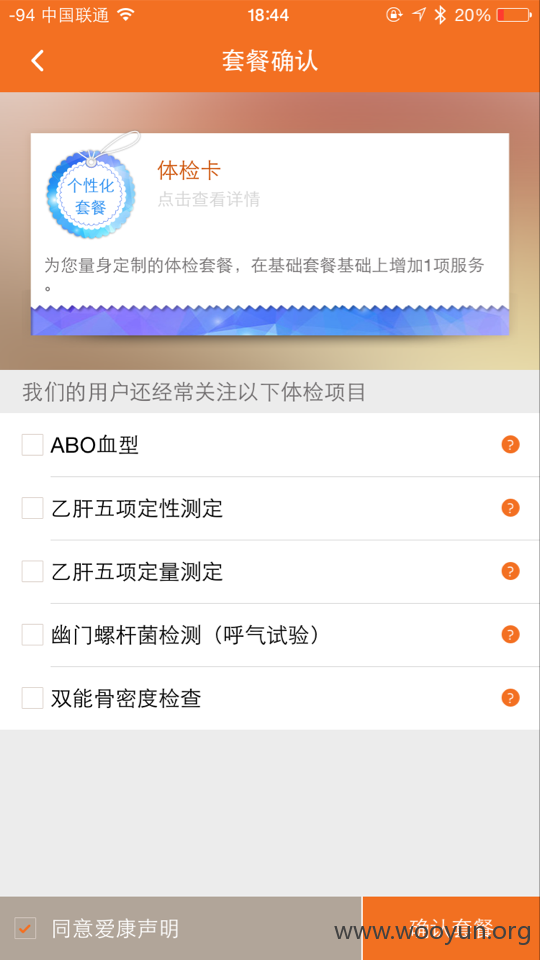 -94 中国联通 18:44 20%
套餐确认
个性化
套餐
体检卡
点击查看详情
为您量身定制的体检套餐，在基础套餐基础上增加1项服务
。
我们的用户还经常关注以下体检项目
ABO血型 ?
乙肝五项定性测定 ?
乙肝五项定量测定 ?
幽门螺杆菌检测（呼气试验） ?
双能骨密度检查 ?
同意爱康声明
确认套餐
www.wooyun.org